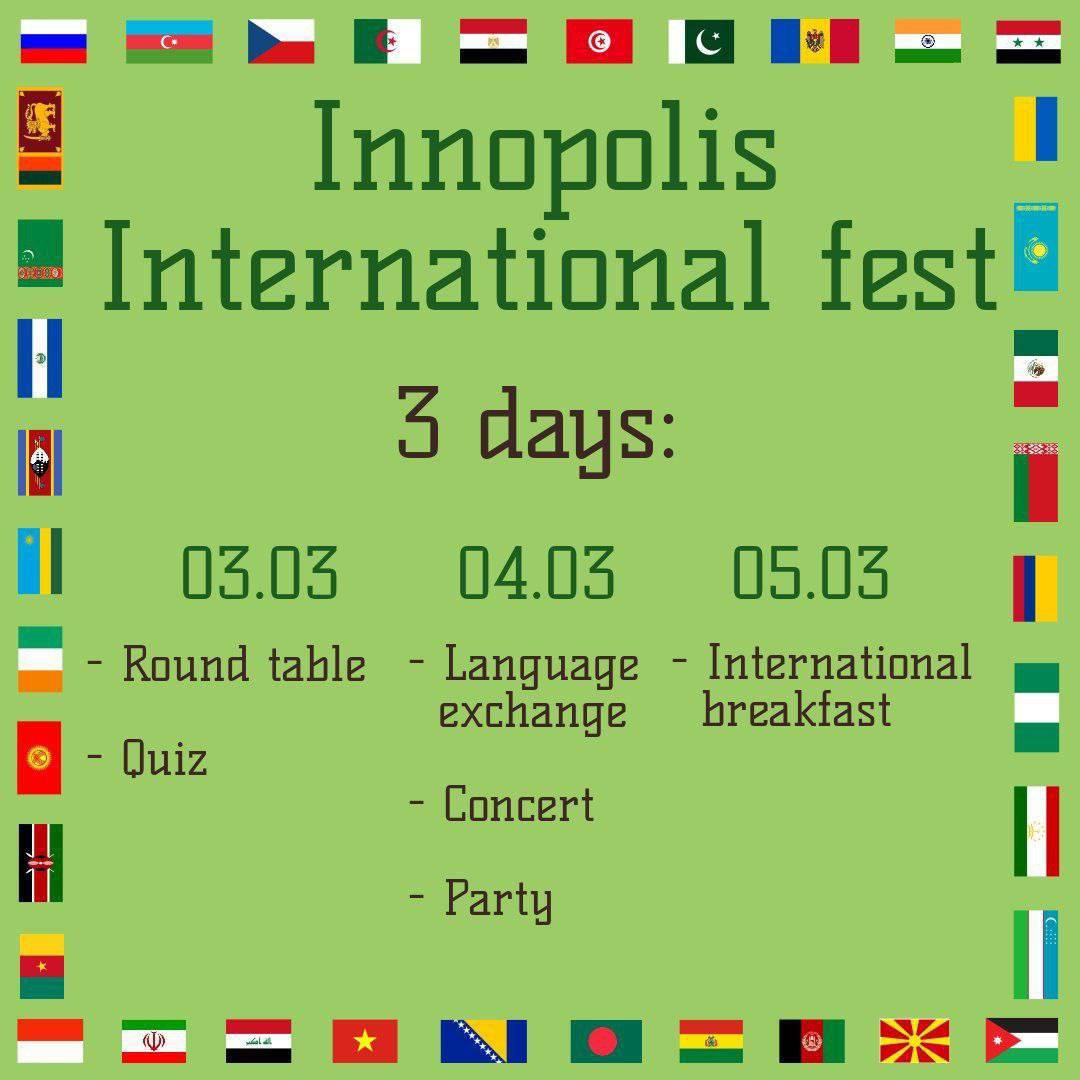 Innopolis
International fest
3 days:
03.03 04.03 05.03
- Round table
- Quiz
- Language
exchange
- Concert
- Party
- International
breakfast